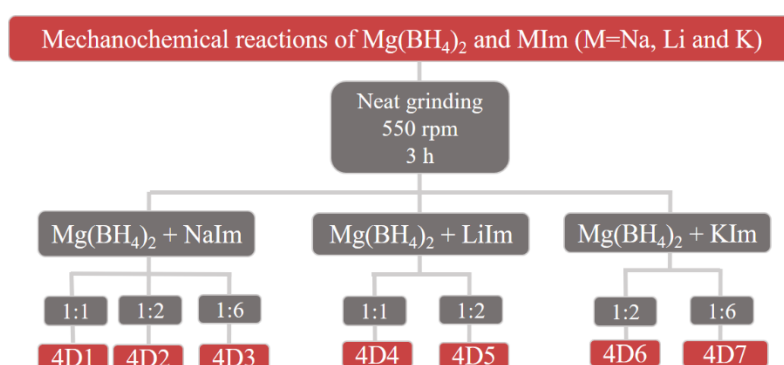 Mechanochemical reactions of Mg(BH₄)₂ and MIm (M=Na, Li and K)
Neat grinding
550 rpm
3 h
Mg(BH₄)₂ + NaIm
Mg(BH₄)₂ + LiIm
Mg(BH₄)₂ + KIm
1:1
1:2
1:6
1:1
1:2
1:2
1:6
4D1
4D2
4D3
4D4
4D5
4D6
4D7